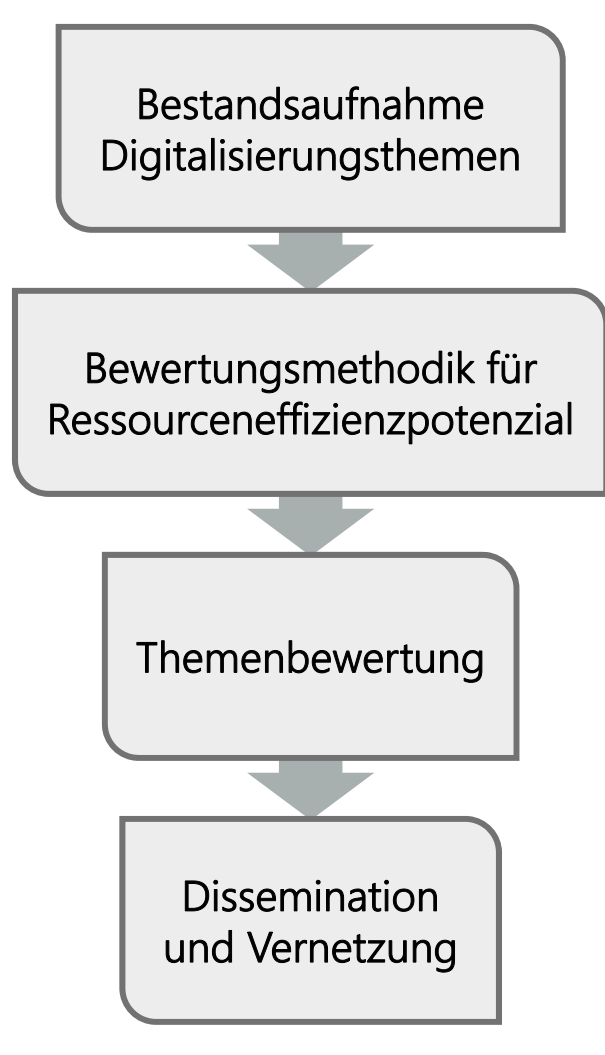 Bestandsaufnahme
Digitalisierungsthemen
Bewertungsmethodik für
Ressourceneffizienzpotenzial
Themenbewertung
Dissemination
und Vernetzung